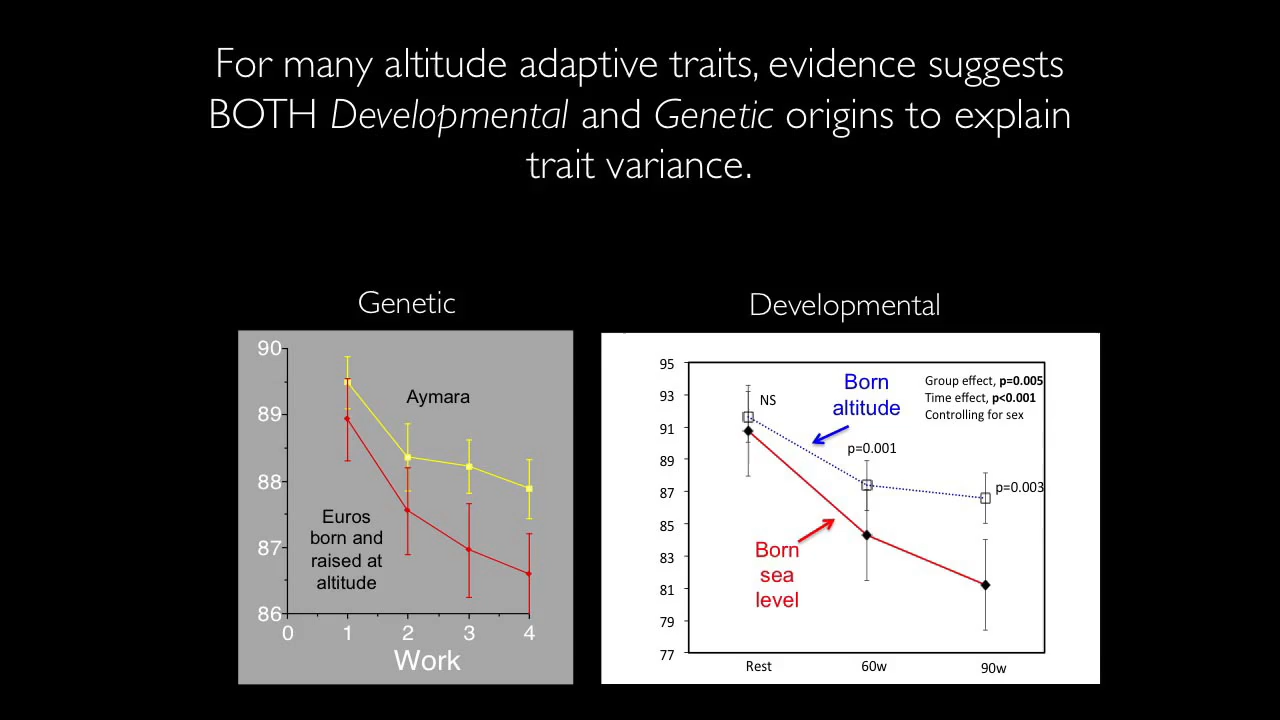 For many altitude adaptive traits, evidence suggests
BOTH Developmental and Genetic origins to explain
trait variance.
Genetic
90
89
88
87
86
0 1 2 3 4
Work
Aymara
Euros
born and
raised at
altitude
Developmental
95
93
91
89
87
85
83
81
79
77
Rest 60w 90w
NS
Born
altitude
Group effect, p=0.005
Time effect, p<0.001
Controlling for sex
p=0.001
p=0.003
Born
sea
level